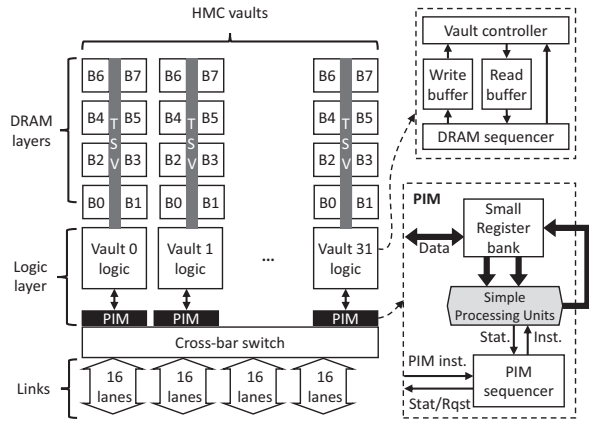 HMC vaults
B6 B7 B6 B7 B6 B7
DRAM layers
B4 B5 B4 B5 B4 B5
TSV TSV TSV
B2 B3 B2 B3 B2 B3
B0 B1 B0 B1 B0 B1
Logic layer
Vault 0 logic
Vault 1 logic
...
Vault 31 logic
PIM PIM PIM
Cross-bar switch
Links
16 lanes
16 lanes
16 lanes
16 lanes
Vault controller
Write buffer
Read buffer
DRAM sequencer
PIM
Small Register bank
Data
Simple Processing Units
Stat. Inst.
PIM inst.
PIM sequencer
Stat/Rqst